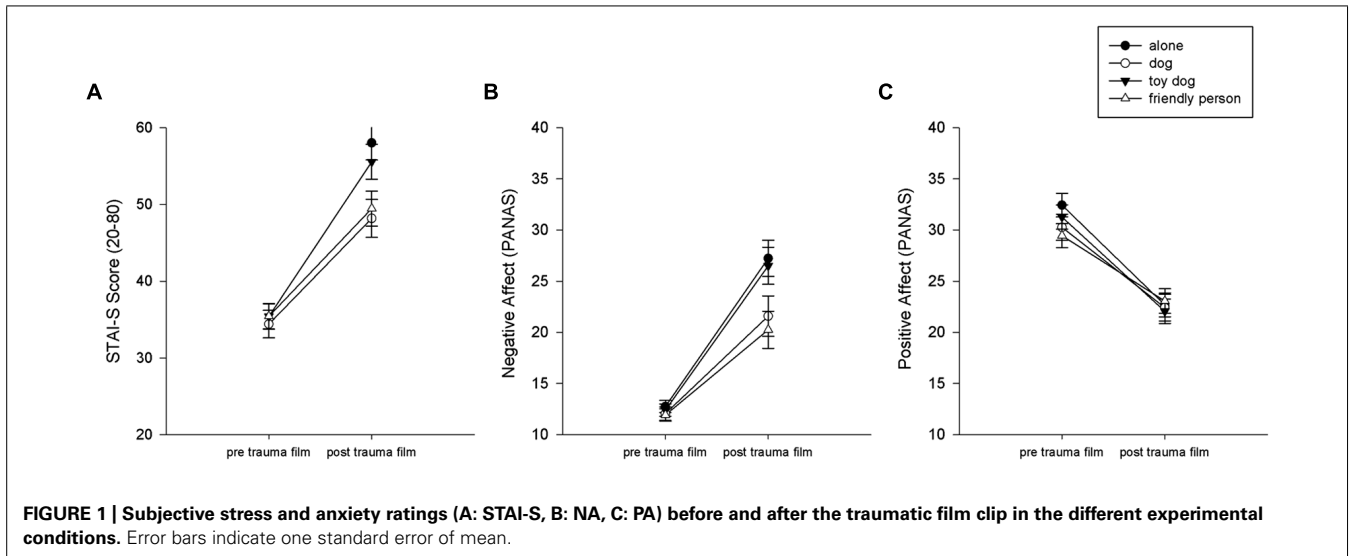 alone
dog
toy dog
friendly person
A
B
C
STAI-S Score (20-80)
60
50
40
30
20
pre trauma film post trauma film
Negative Affect (PANAS)
40
35
30
25
20
15
10
pre trauma film post trauma film
Positive Affect (PANAS)
40
35
30
25
20
15
10
pre trauma film post trauma film
FIGURE 1 | Subjective stress and anxiety ratings (A: STAI-S, B: NA, C: PA) before and after the traumatic film clip in the different experimental
conditions. Error bars indicate one standard error of mean.